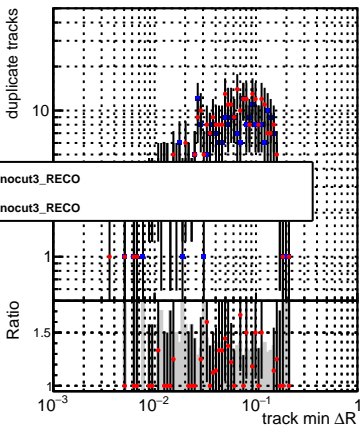 duplicate tracks
10
nocut3_RECO
nocut3_RECO
1
Ratio
1.5
1
10⁻³
10⁻²
10⁻¹
1
track min ΔR